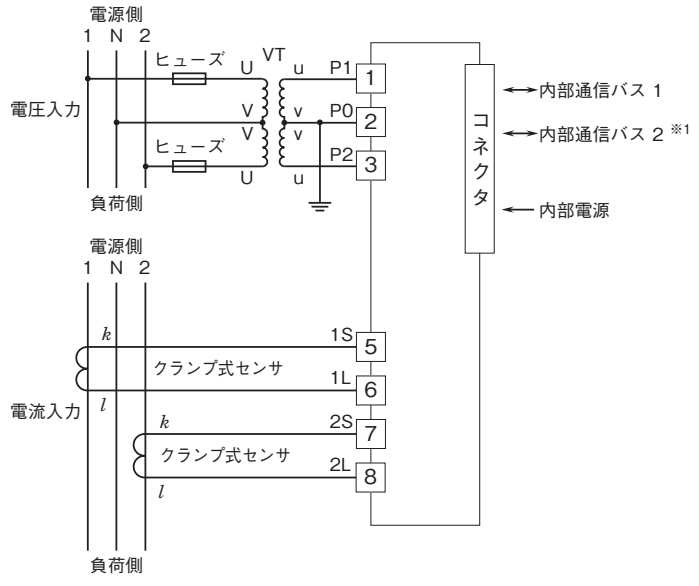 電源側
1 N 2
ヒューズ
U VT u P1 1
電圧入力
V v P0 2
V v
ヒューズ
U u P2 3
負荷側
コネクタ
内部通信バス 1
内部通信バス 2 ※1
内部電源
電源側
1 N 2
k 1S 5
クランプ式センサ
l 1L 6
電流入力
k 2S 7
クランプ式センサ
l 2L 8
負荷側